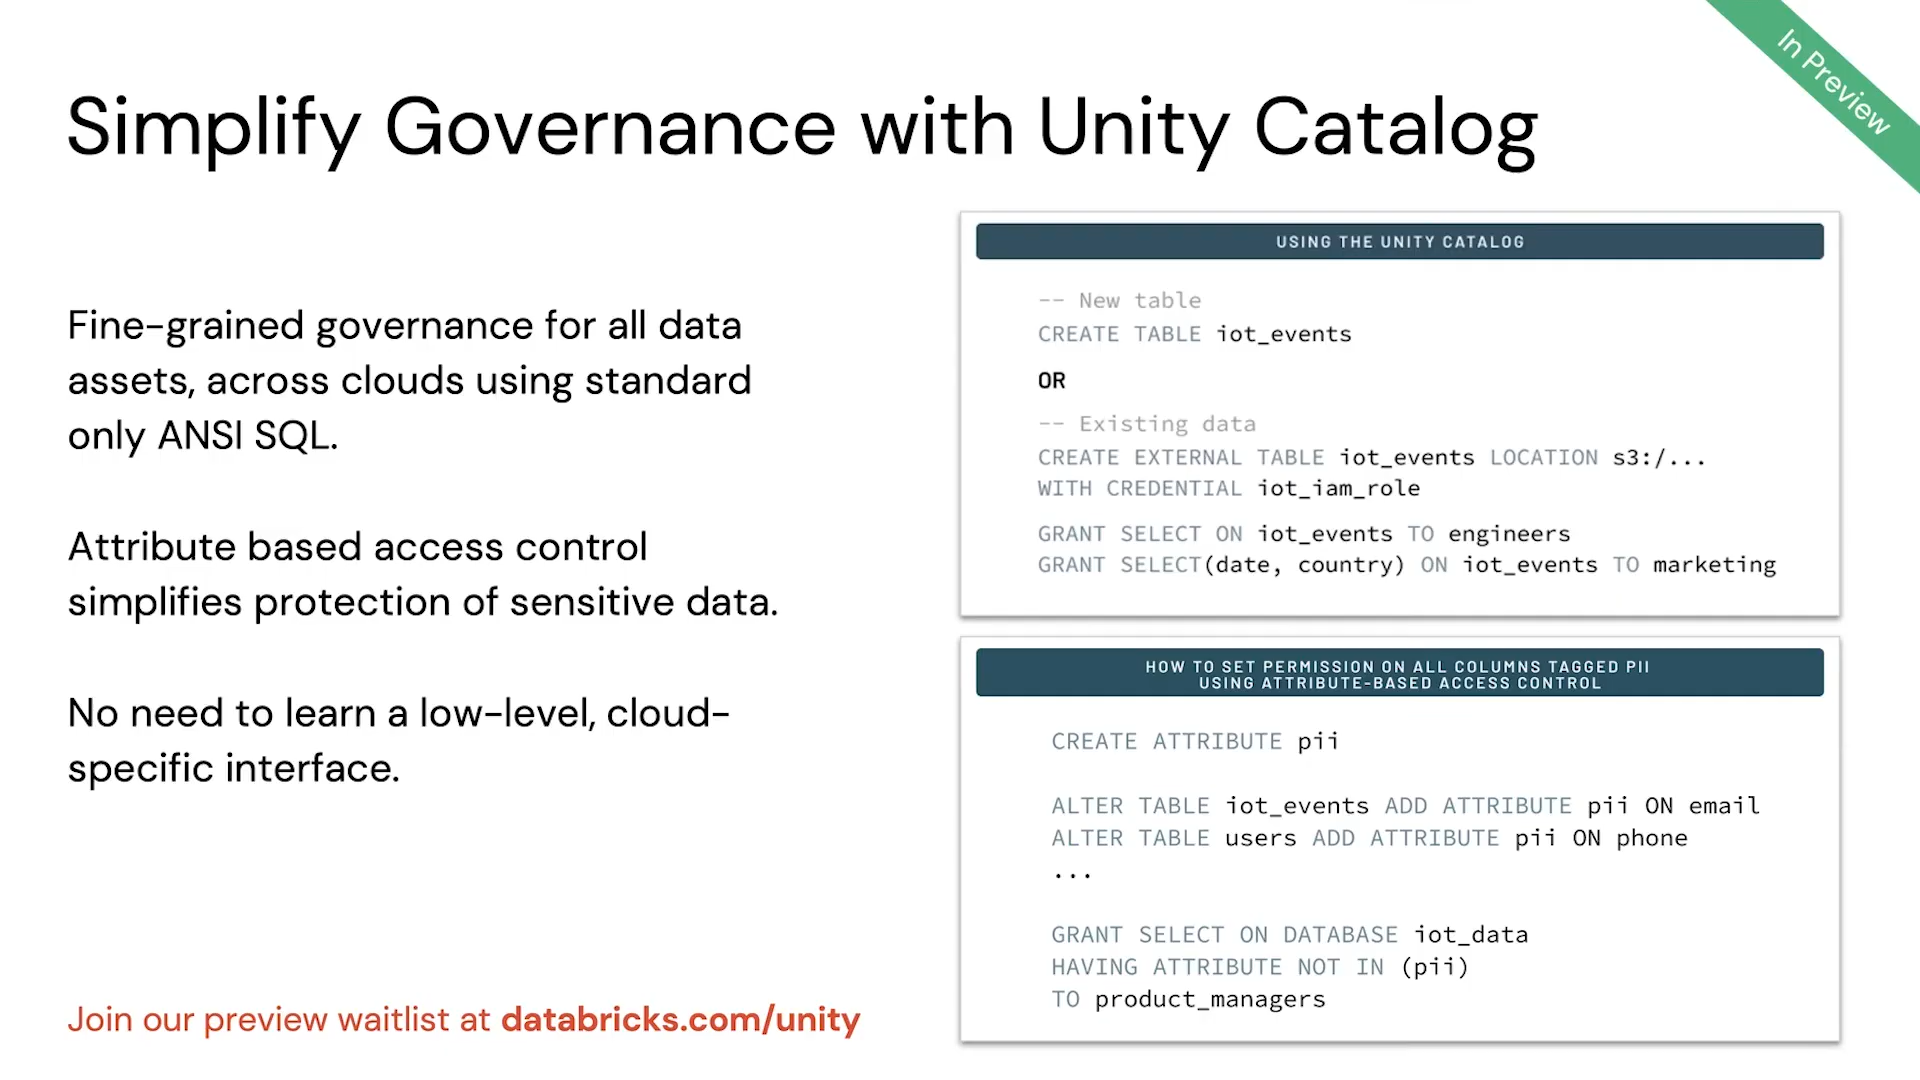 In Preview
Simplify Governance with Unity Catalog
Fine-grained governance for all data
assets, across clouds using standard
only ANSI SQL.
Attribute based access control
simplifies protection of sensitive data.
No need to learn a low-level, cloud-
specific interface.
Join our preview waitlist at databricks.com/unity
USING THE UNITY CATALOG
-- New table
CREATE TABLE iot_events
OR
-- Existing data
CREATE EXTERNAL TABLE iot_events LOCATION s3:/...
WITH CREDENTIAL iot_iam_role
GRANT SELECT ON iot_events TO engineers
GRANT SELECT(date, country) ON iot_events TO marketing
HOW TO SET PERMISSION ON ALL COLUMNS TAGGED PII
USING ATTRIBUTE-BASED ACCESS CONTROL
CREATE ATTRIBUTE pii
ALTER TABLE iot_events ADD ATTRIBUTE pii ON email
ALTER TABLE users ADD ATTRIBUTE pii ON phone
...
GRANT SELECT ON DATABASE iot_data
HAVING ATTRIBUTE NOT IN (pii)
TO product_managers